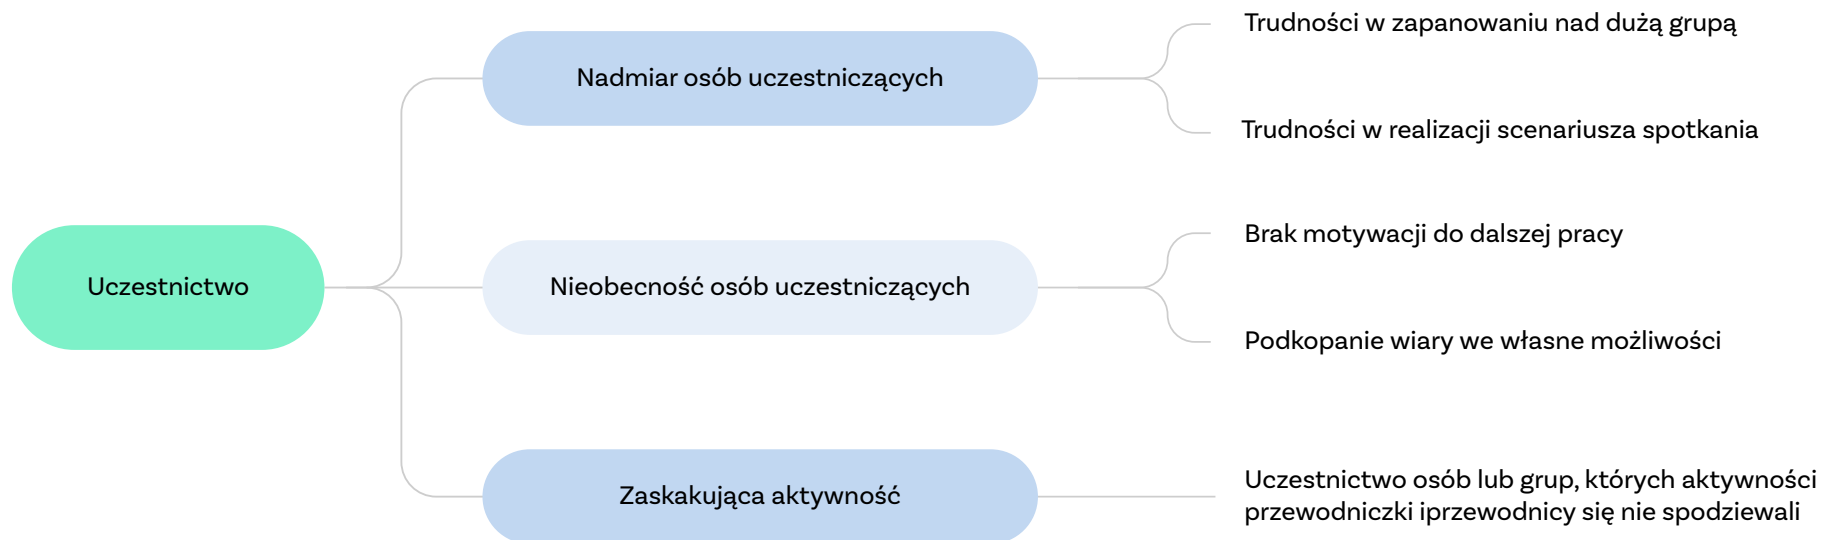 Uczestnictwo
Nadmiar osób uczestniczących
Trudności w zapanowaniu nad dużą grupą
Trudności w realizacji scenariusza spotkania
Nieobecność osób uczestniczących
Brak motywacji do dalszej pracy
Podkopanie wiary we własne możliwości
Zaskakująca aktywność
Uczestnictwo osób lub grup, których aktywności
przewodniczki iprzewodnicy się nie spodziewali